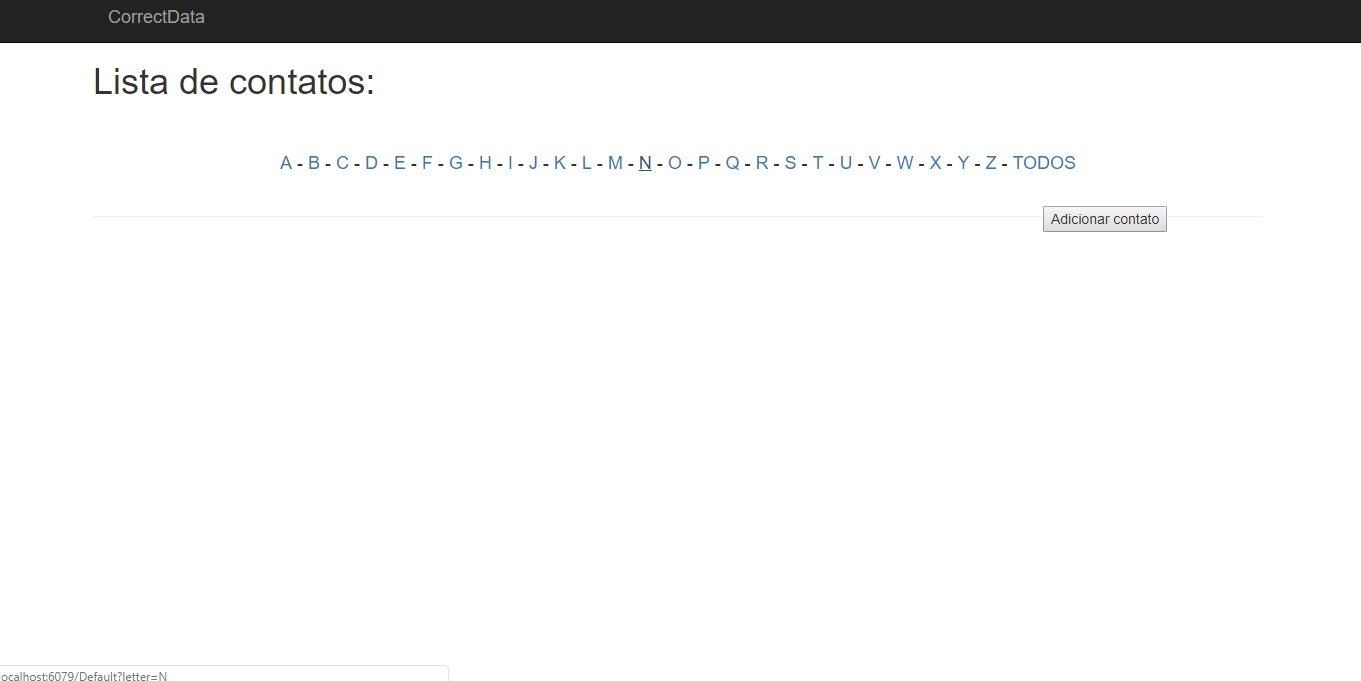 CorrectData
Lista de contatos:
A - B - C - D - E - F - G - H - I - J - K - L - M - N - O - P - Q - R - S - T - U - V - W - X - Y - Z - TODOS
Adicionar contato
ocalhost:6079/Default?letter=N